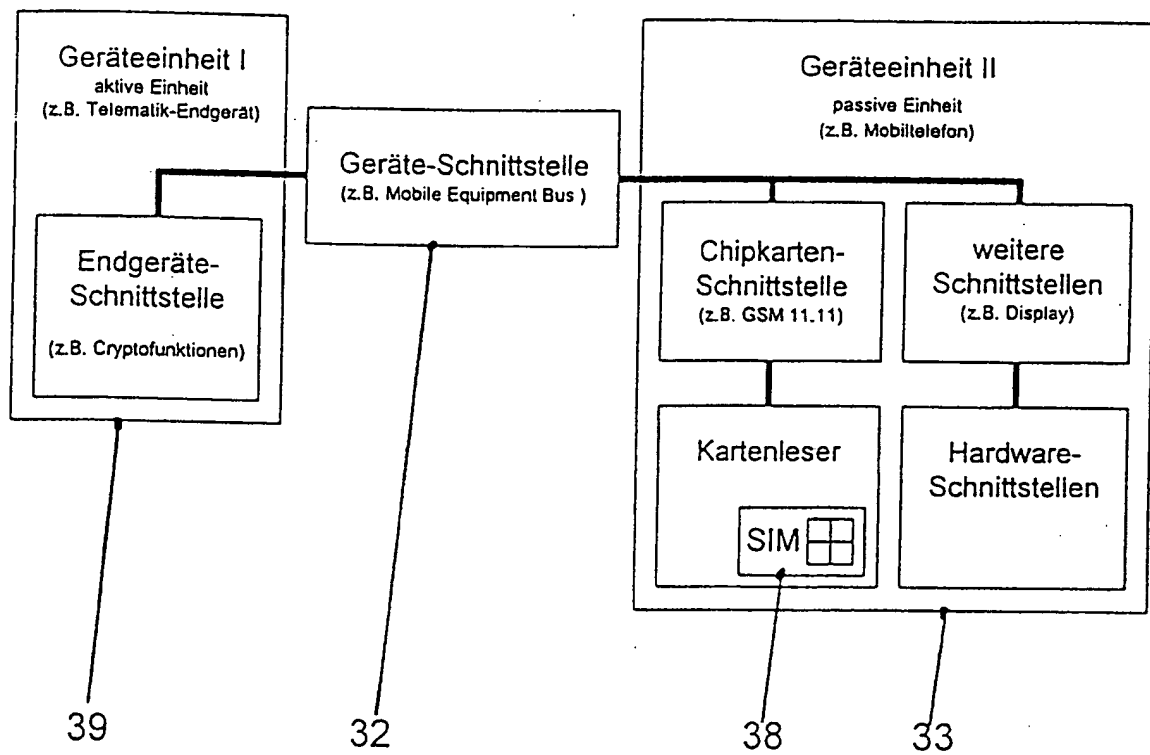 Geräteeinheit I
aktive Einheit
(z.B. Telematik-Endgerät)
Endgeräte-
Schnittstelle
(z.B. Cryptofunktionen)
Geräte-Schnittstelle
(z.B. Mobile Equipment Bus )
Geräteeinheit II
passive Einheit
(z.B. Mobiltelefon)
Chipkarten-
Schnittstelle
(z.B. GSM 11.11)
weitere
Schnittstellen
(z.B. Display)
Kartenleser
SIM
Hardware-
Schnittstellen
39
32
38
33